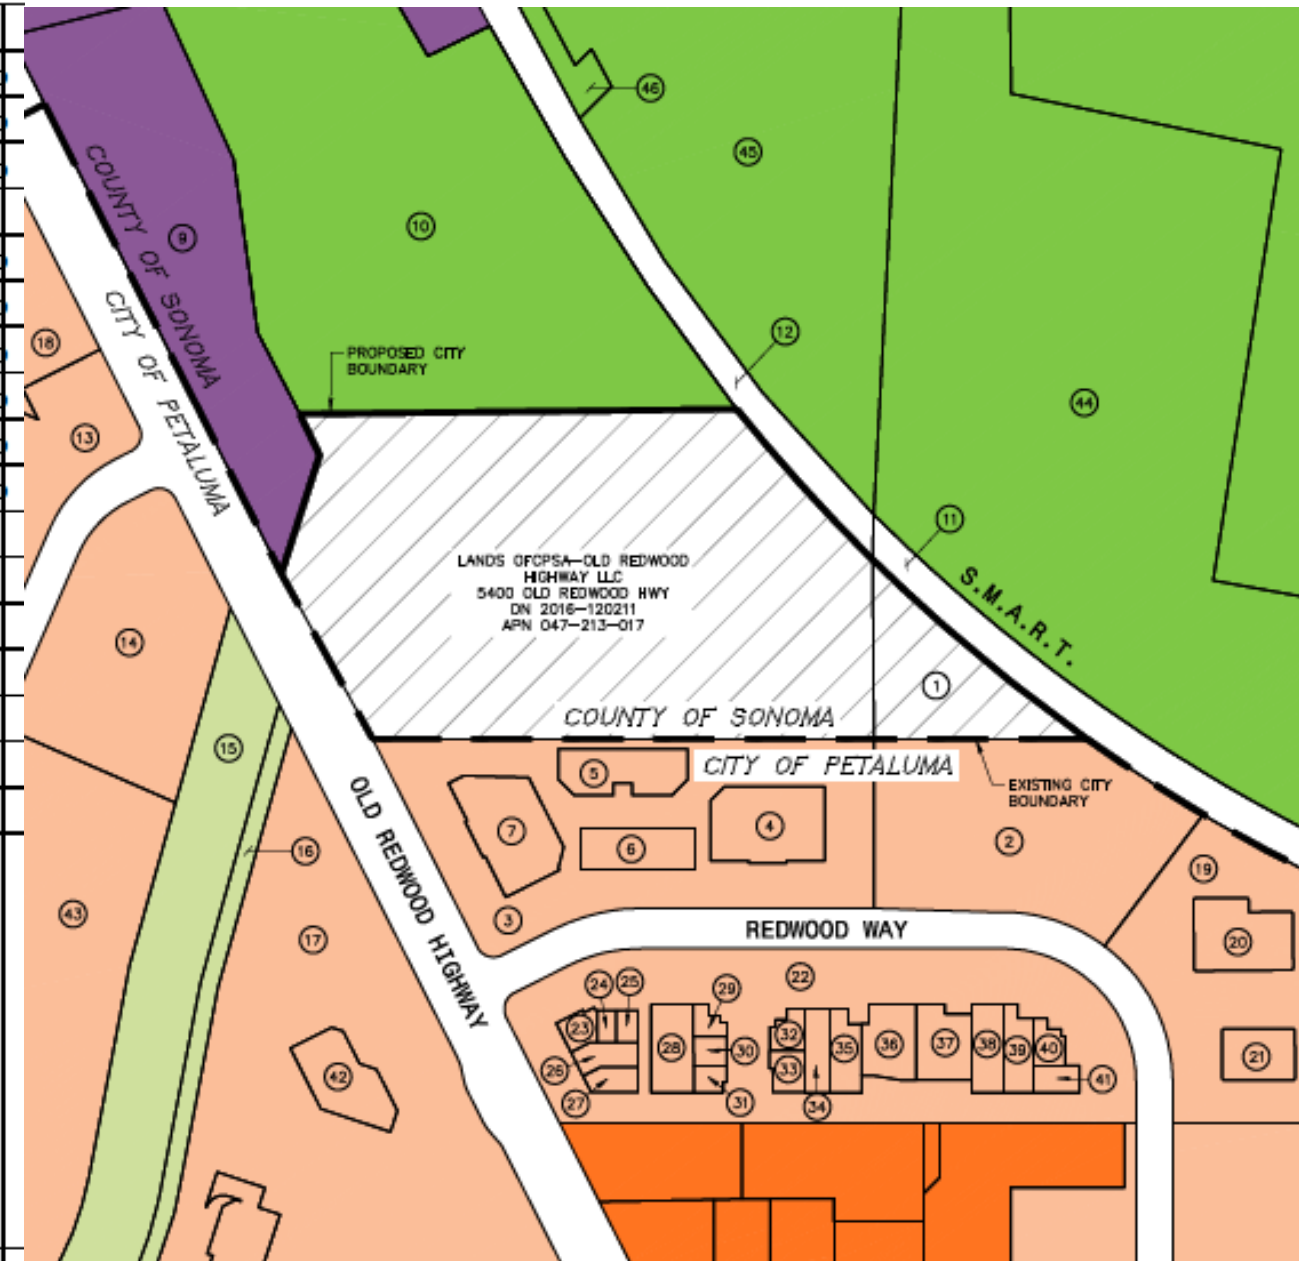 46
45
10
9
COUNTY OF SONOMA
CITY OF PETALUMA
12
18
PROPOSED CITY
BOUNDARY
44
13
11
S.M.A.R.T.
LANDS OFCPSA—OLD REDWOOD
HIGHWAY LLC
5400 OLD REDWOOD HWY
DN 2016—120211
APN 047—213—017
14
1
COUNTY OF SONOMA
CITY OF PETALUMA
15
5
EXISTING CITY
BOUNDARY
OLD REDWOOD HIGHWAY
7
4
6
2
16
19
43
3
17
REDWOOD WAY
20
22
24
25
29
23
32
28
30
35
36
37
38
39
40
21
26
33
42
41
27
31
34